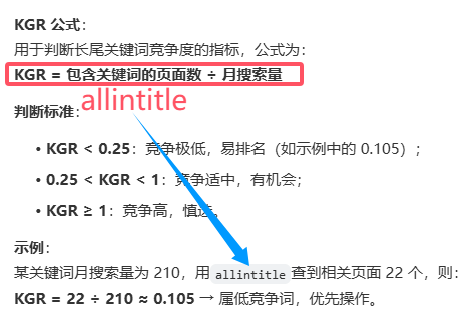 KGR 公式：
用于判断长尾关键词竞争度的指标，公式为：
KGR = 包含关键词的页面数 ÷ 月搜索量
allintitle
判断标准：
• KGR < 0.25：竞争极低，易排名（如示例中的 0.105）；
• 0.25 < KGR < 1：竞争适中，有机会；
• KGR ≥ 1：竞争高，慎选。
示例：
某关键词月搜索量为 210，用 allintitle 查到相关页面 22 个，则：
KGR = 22 ÷ 210 ≈ 0.105 → 属低竞争词，优先操作。